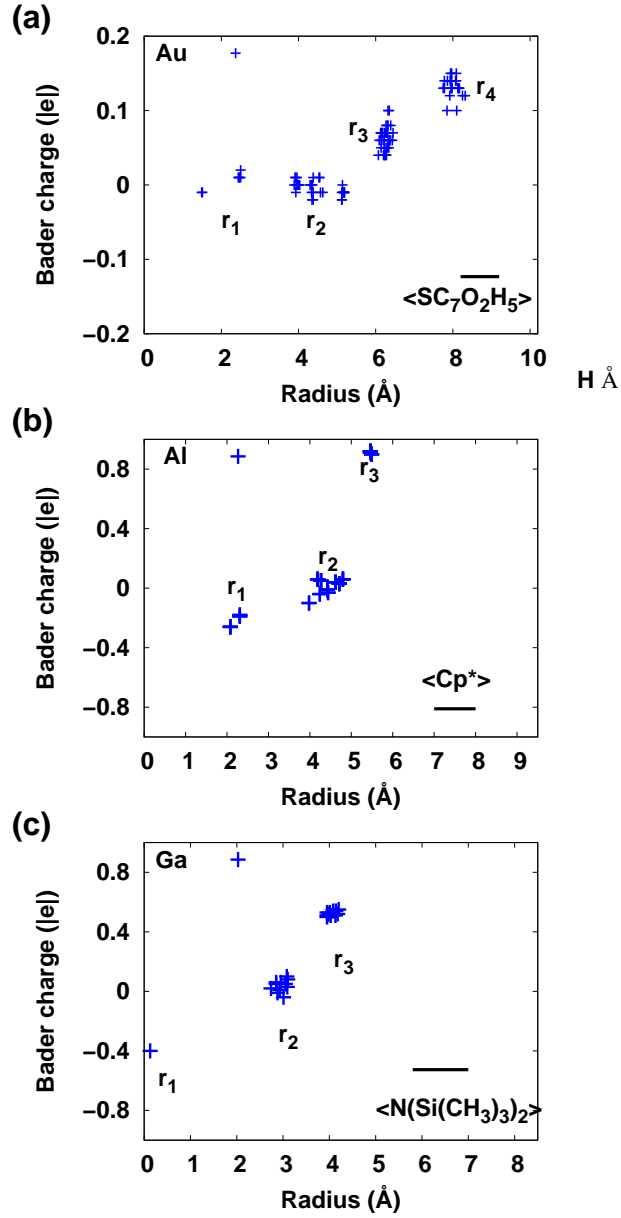 (a)
0.2
Au
0.1
0
−0.1
−0.2
Bader charge (|e|)
r1
r2
r3
r4
<SC7O2H5>
0 2 4 6 8 10
Radius (Å)
H Å
(b)
Al
0.8
0.4
0
−0.4
−0.8
Bader charge (|e|)
r1
r2
r3
<Cp*>
0 1 2 3 4 5 6 7 8 9
Radius (Å)
(c)
Ga
0.8
0.4
0
−0.4
−0.8
Bader charge (|e|)
r1
r2
r3
<N(Si(CH3)3)2>
0 1 2 3 4 5 6 7 8
Radius (Å)